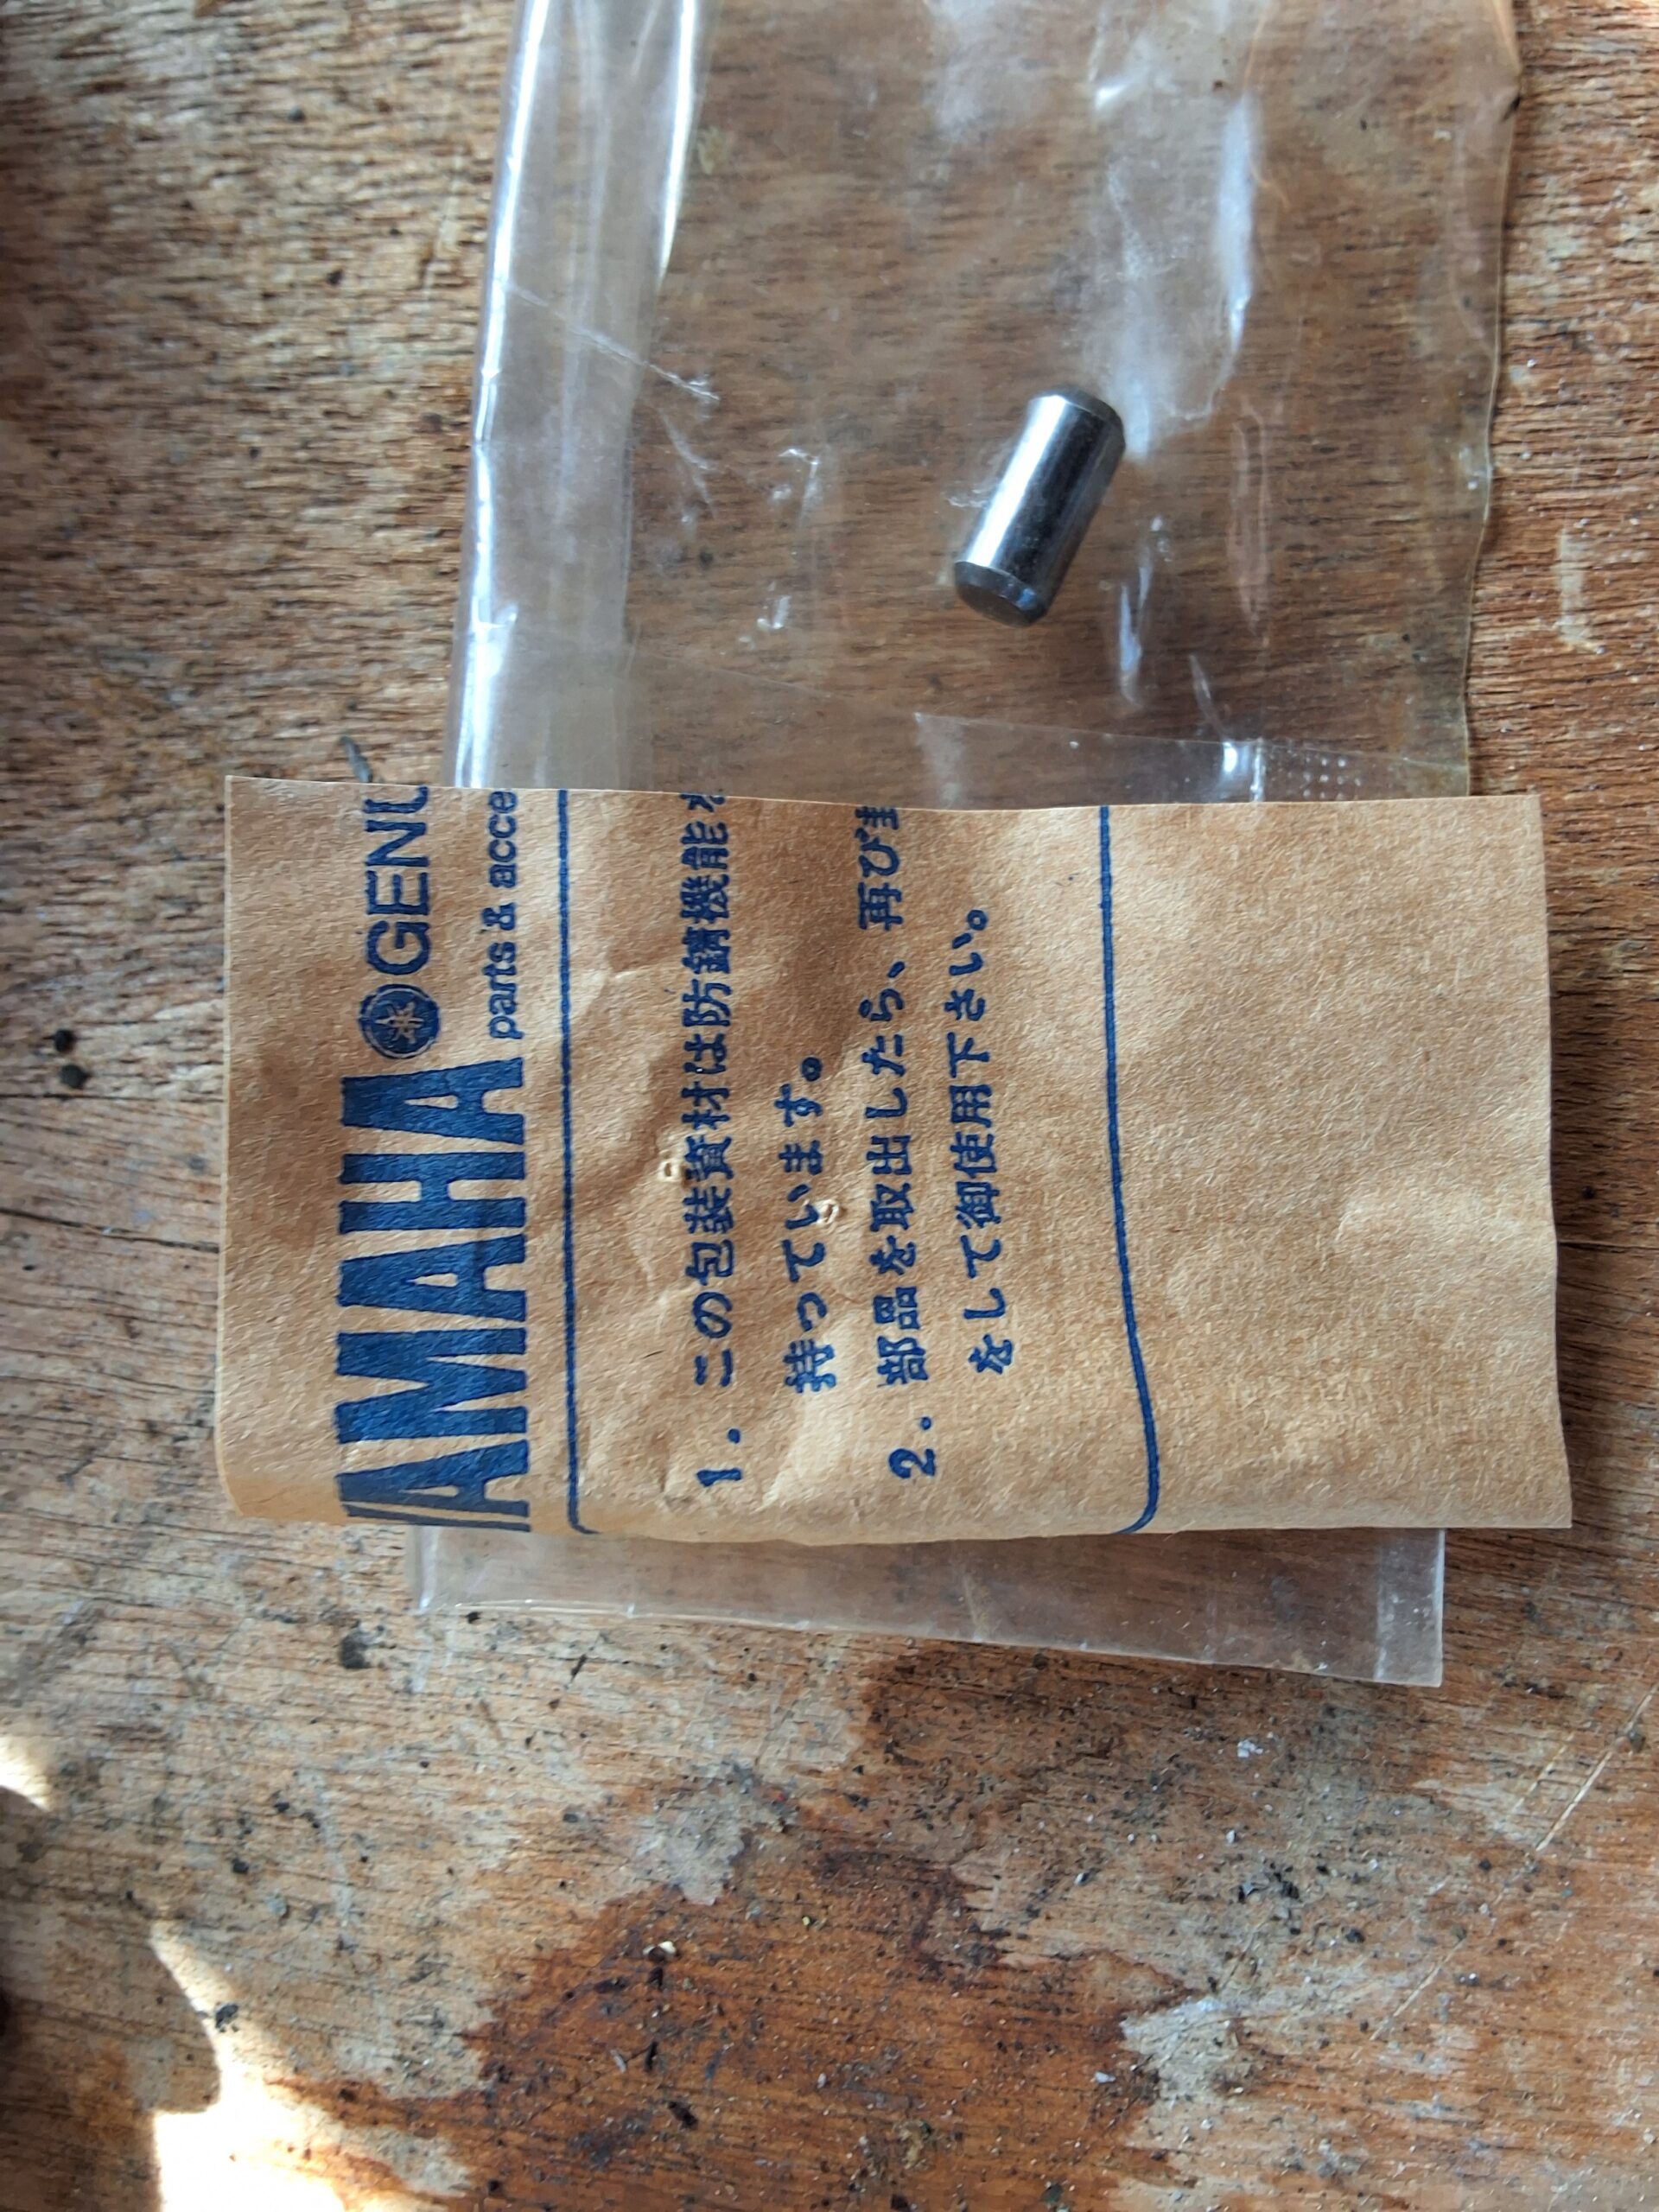 YAMAHA GENU
parts & acce
1. この包装資材は防錆機能を
持っています。
2. 部品を取出したら、再び
をして御使用下さい。